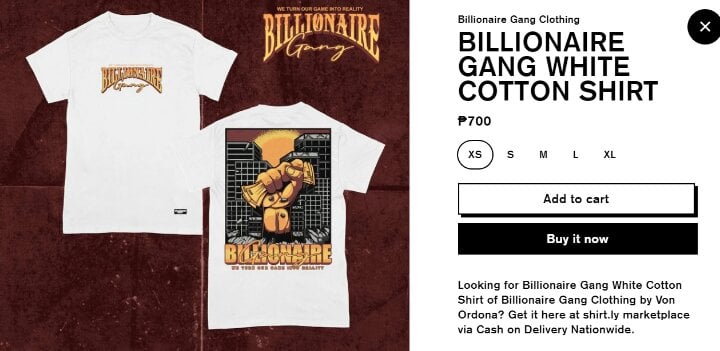 WE TURN OUR GAME INTO REALITY
BILLIONAIRE
Gang
BILLIONAIRE
Gang
BILLIONAIRE
WE TURN OUR GAME INTO REALITY
Billionaire Gang Clothing
BILLIONAIRE
GANG WHITE
COTTON SHIRT
₱700
XS S M L XL
Add to cart
Buy it now
Looking for Billionaire Gang White Cotton
Shirt of Billionaire Gang Clothing by Von
Ordona? Get it here at shirt.ly marketplace
via Cash on Delivery Nationwide.